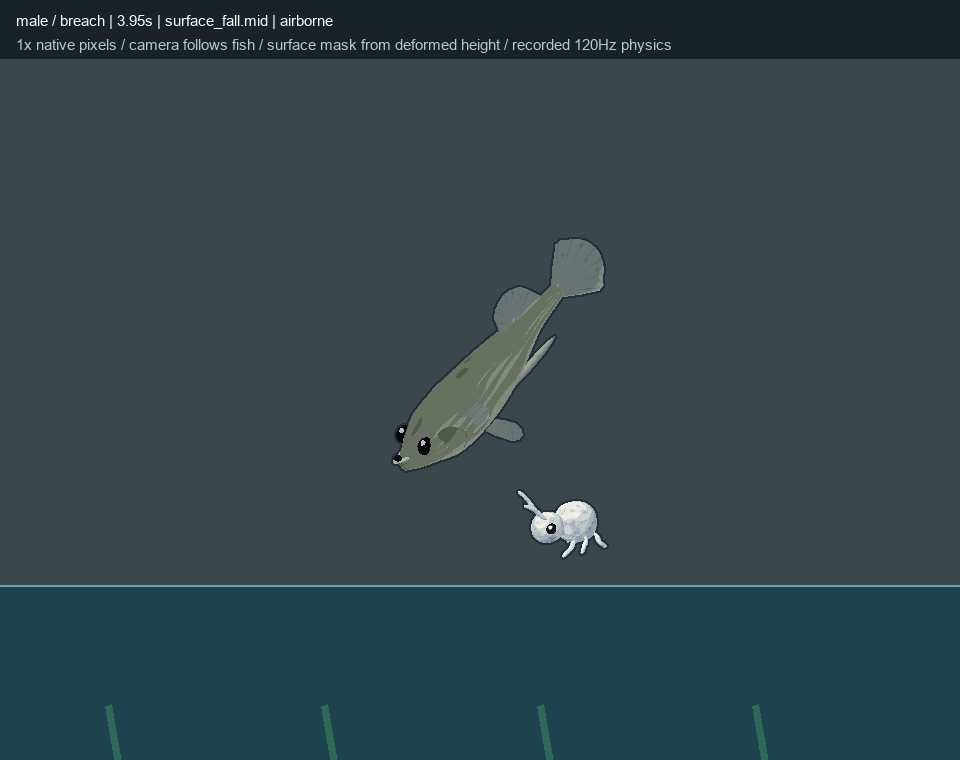 male / breach | 3.95s | surface_fall.mid | airborne
1x native pixels / camera follows fish / surface mask from deformed height / recorded 120Hz physics